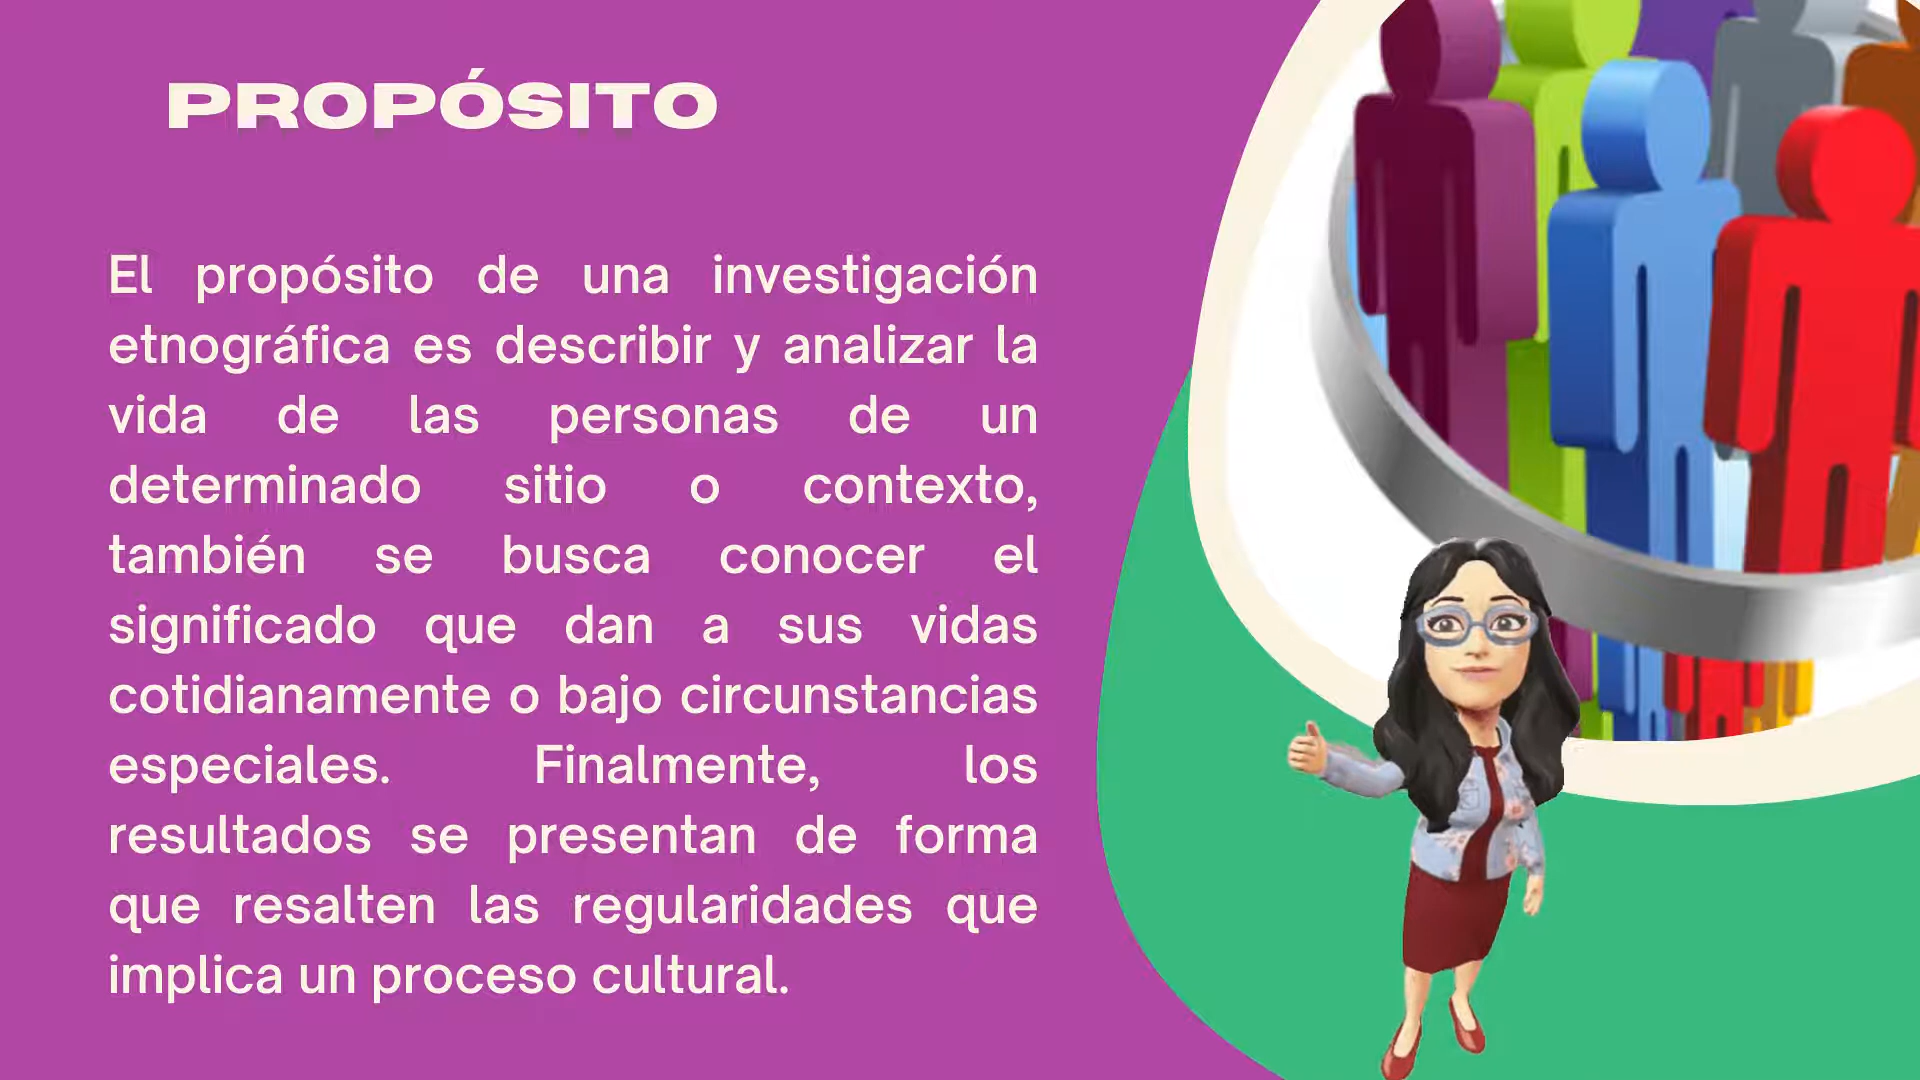 PROPÓSITO
El propósito de una investigación
etnográfica es describir y analizar la
vida de las personas de un
determinado sitio o contexto,
también se busca conocer el
significado que dan a sus vidas
cotidianamente o bajo circunstancias
especiales. Finalmente, los
resultados se presentan de forma
que resalten las regularidades que
implica un proceso cultural.